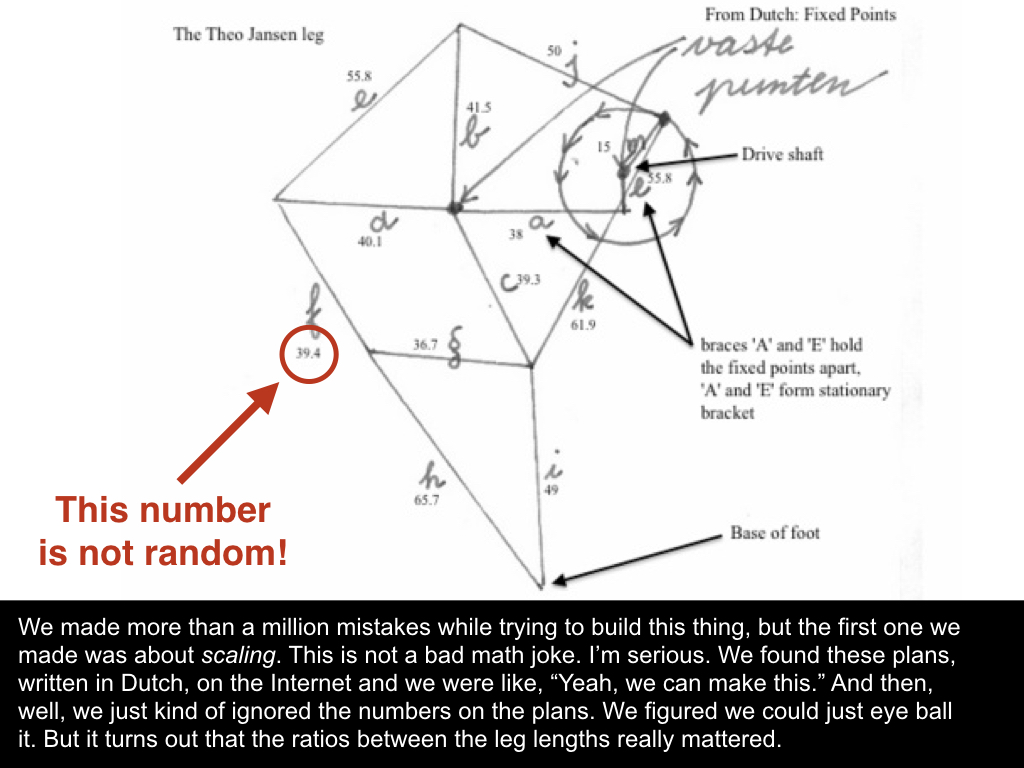 The Theo Jansen leg
From Dutch: Fixed Points
vaste
punten
50
j
55.8
e
41.5
b
15
m
Drive shaft
l
55.8
d
40.1
a
38
c
39.3
k
61.9
f
39.4
36.7
g
braces 'A' and 'E' hold
the fixed points apart,
'A' and 'E' form stationary
bracket
h
65.7
i
49
This number
is not random!
Base of foot
We made more than a million mistakes while trying to build this thing, but the first one we
made was about scaling. This is not a bad math joke. I’m serious. We found these plans,
written in Dutch, on the Internet and we were like, “Yeah, we can make this.” And then,
well, we just kind of ignored the numbers on the plans. We figured we could just eye ball
it. But it turns out that the ratios between the leg lengths really mattered.